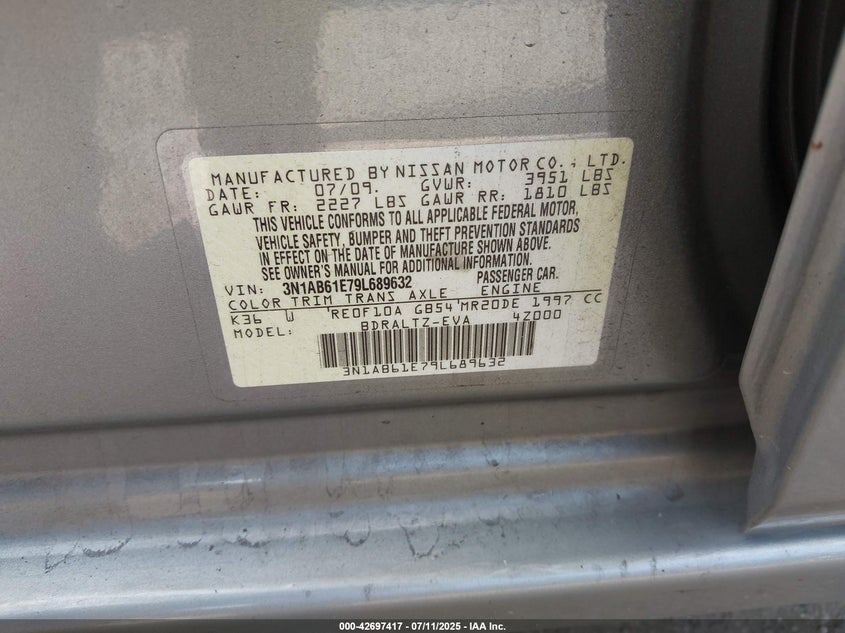 MANUFACTURED BY NISSAN MOTOR CO., LTD.
DATE: 07/09. GVWR: 3951 LBS
GAWR FR: 2227 LBS GAWR RR: 1810 LBS
THIS VEHICLE CONFORMS TO ALL APPLICABLE FEDERAL MOTOR
VEHICLE SAFETY, BUMPER AND THEFT PREVENTION STANDARDS
IN EFFECT ON THE DATE OF MANUFACTURE SHOWN ABOVE.
SEE OWNER'S MANUAL FOR ADDITIONAL INFORMATION.
VIN: 3N1AB61E79L689632 PASSENGER CAR.
COLOR TRIM TRANS AXLE ENGINE
K36 W RE0F10A GB54 MR20DE 1997 CC
MODEL: BDRALTZ-EVA 4Z000
3N1AB61E79L689632
000-42697417 - 07/11/2025 - IAA Inc.